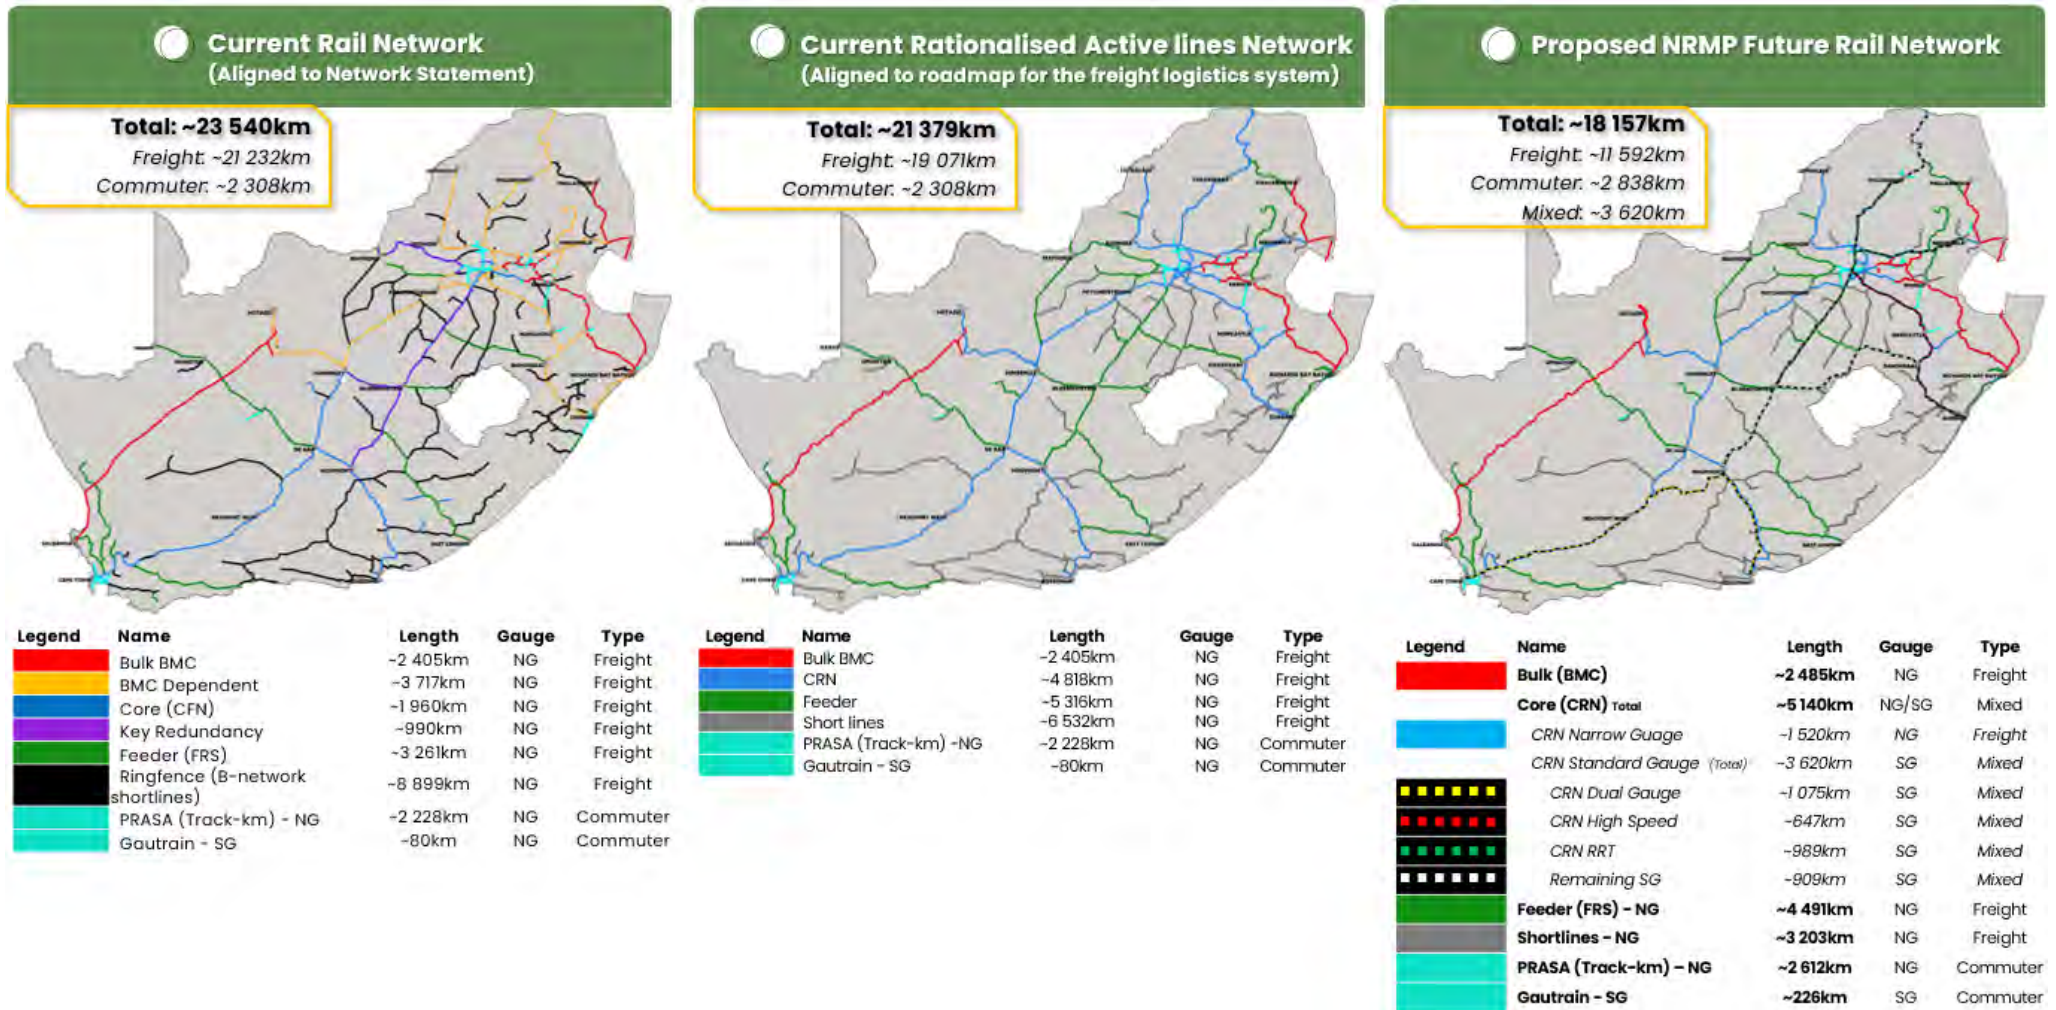 Current Rail Network
(Aligned to Network Statement)
Total: ~23 540km
Freight: ~21 232km
Commuter: ~2 308km
Legend Name Length Gauge Type
Bulk BMC ~2 405km NG Freight
BMC Dependent ~3 717km NG Freight
Core (CFN) ~1 960km NG Freight
Key Redundancy ~990km NG Freight
Feeder (FRS) ~3 261km NG Freight
Ringfence (B-network
shortlines) ~8 899km NG Freight
PRASA (Track-km) - NG ~2 228km NG Commuter
Gautrain - SG ~80km NG Commuter
Current Rationalised Active lines Network
(Aligned to roadmap for the freight logistics system)
Total: ~21 379km
Freight: ~19 071km
Commuter: ~2 308km
Legend Name Length Gauge Type
Bulk BMC ~2 405km NG Freight
CRN ~4 818km NG Freight
Feeder ~5 316km NG Freight
Short lines ~6 532km NG Freight
PRASA (Track-km) -NG ~2 228km NG Commuter
Gautrain - SG ~80km NG Commuter
Proposed NRMP Future Rail Network
Total: ~18 157km
Freight: ~11 592km
Commuter: ~2 838km
Mixed: ~3 620km
Legend Name Length Gauge Type
Bulk (BMC) ~2 485km NG Freight
Core (CRN) Total ~5 140km NG/SG Mixed
CRN Narrow Guage ~1 520km NG Freight
CRN Standard Gauge (Total) ~3 620km SG Mixed
CRN Dual Gauge ~1 075km SG Mixed
CRN High Speed ~647km SG Mixed
CRN RRT ~989km SG Mixed
Remaining SG ~909km SG Mixed
Feeder (FRS) - NG ~4 491km NG Freight
Shortlines - NG ~3 203km NG Freight
PRASA (Track-km) – NG ~2 612km NG Commuter
Gautrain - SG ~226km SG Commuter